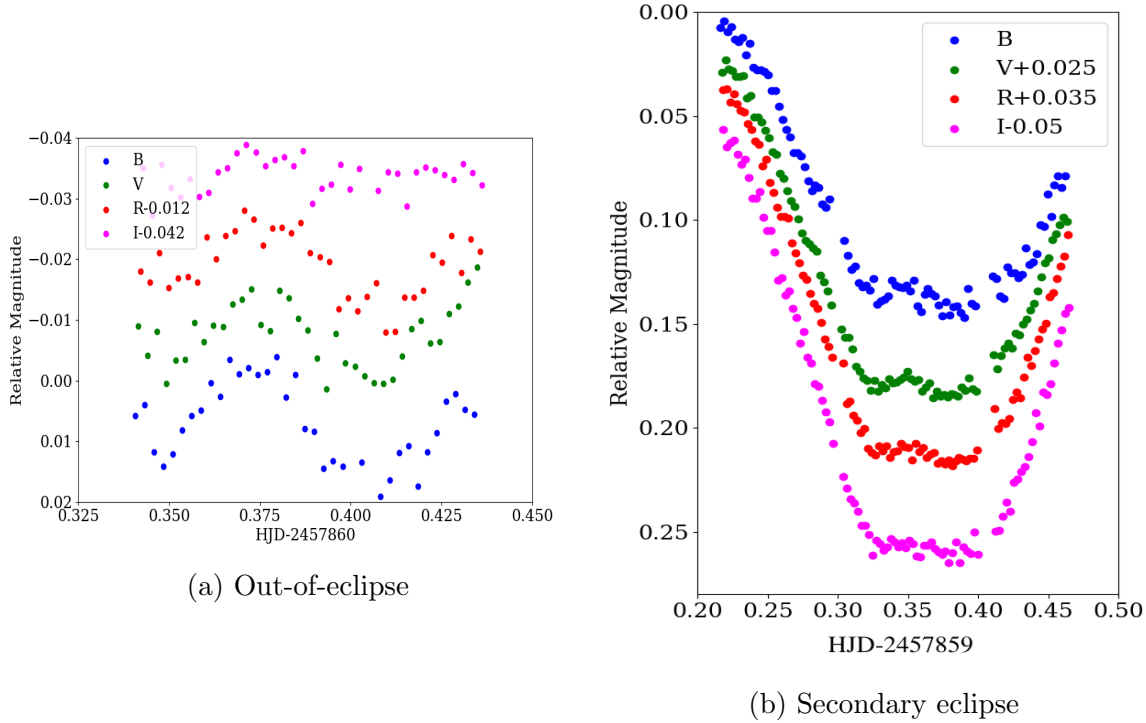 −0.04
−0.03
−0.02
−0.01
0.00
0.01
0.02
Relative Magnitude
B
V
R-0.012
I-0.042
0.325 0.350 0.375 0.400 0.425 0.450
HJD-2457860
(a) Out-of-eclipse
0.00
0.05
0.10
0.15
0.20
0.25
Relative Magnitude
B
V+0.025
R+0.035
I-0.05
0.20 0.25 0.30 0.35 0.40 0.45 0.50
HJD-2457859
(b) Secondary eclipse